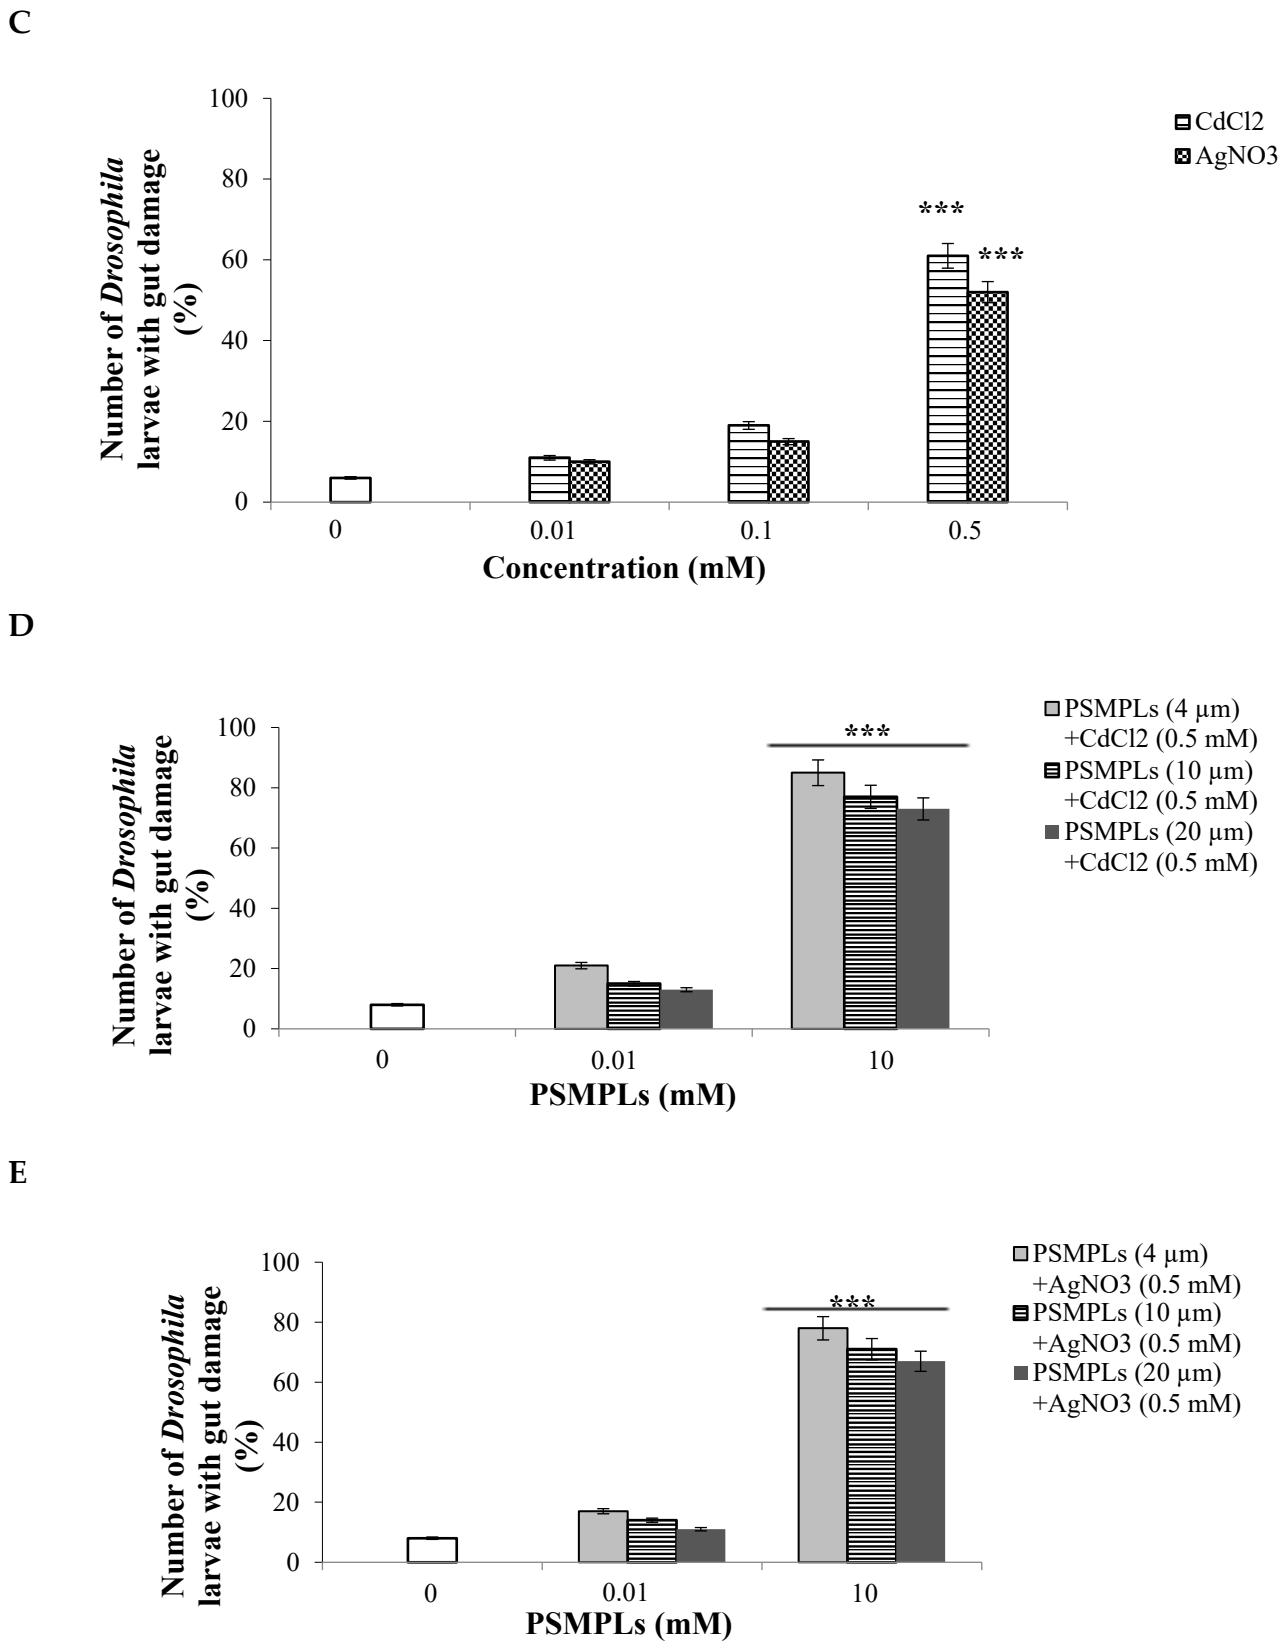 C
100
80
60
40
20
0
Number of Drosophila
larvae with gut damage
(%)
***
***
CdCl2
AgNO3
0 0.01 0.1 0.5
Concentration (mM)
D
100
80
60
40
20
0
Number of Drosophila
larvae with gut damage
(%)
***
PSMPLs (4 µm)
+CdCl2 (0.5 mM)
PSMPLs (10 µm)
+CdCl2 (0.5 mM)
PSMPLs (20 µm)
+CdCl2 (0.5 mM)
0 0.01 10
PSMPLs (mM)
E
100
80
60
40
20
0
Number of Drosophila
larvae with gut damage
(%)
***
PSMPLs (4 µm)
+AgNO3 (0.5 mM)
PSMPLs (10 µm)
+AgNO3 (0.5 mM)
PSMPLs (20 µm)
+AgNO3 (0.5 mM)
0 0.01 10
PSMPLs (mM)